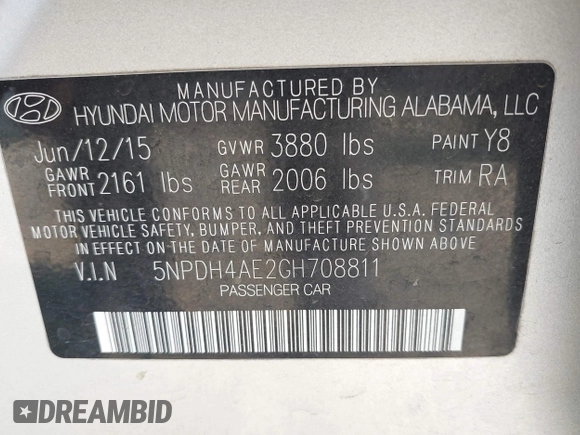 MANUFACTURED BY
HYUNDAI MOTOR MANUFACTURING ALABAMA, LLC
Jun/12/15 GVWR 3880 lbs PAINT Y8
GAWR FRONT 2161 lbs GAWR REAR 2006 lbs TRIM RA
THIS VEHICLE CONFORMS TO ALL APPLICABLE U.S.A. FEDERAL
MOTOR VEHICLE SAFETY, BUMPER, AND THEFT PREVENTION STANDARDS
IN EFFECT ON THE DATE OF MANUFACTURE SHOWN ABOVE.
V.I.N 5NPDH4AE2GH708811
PASSENGER CAR
DREAMBID